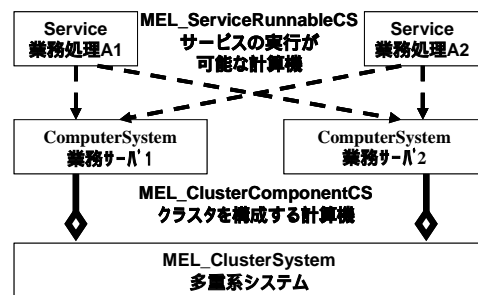 Service
業務処理A1
MEL_ServiceRunnableCS
サービスの実行が
可能な計算機
Service
業務処理A2
ComputerSystem
業務サーバ1
ComputerSystem
業務サーバ2
MEL_ClusterComponentCS
クラスタを構成する計算機
MEL_ClusterSystem
多重系システム